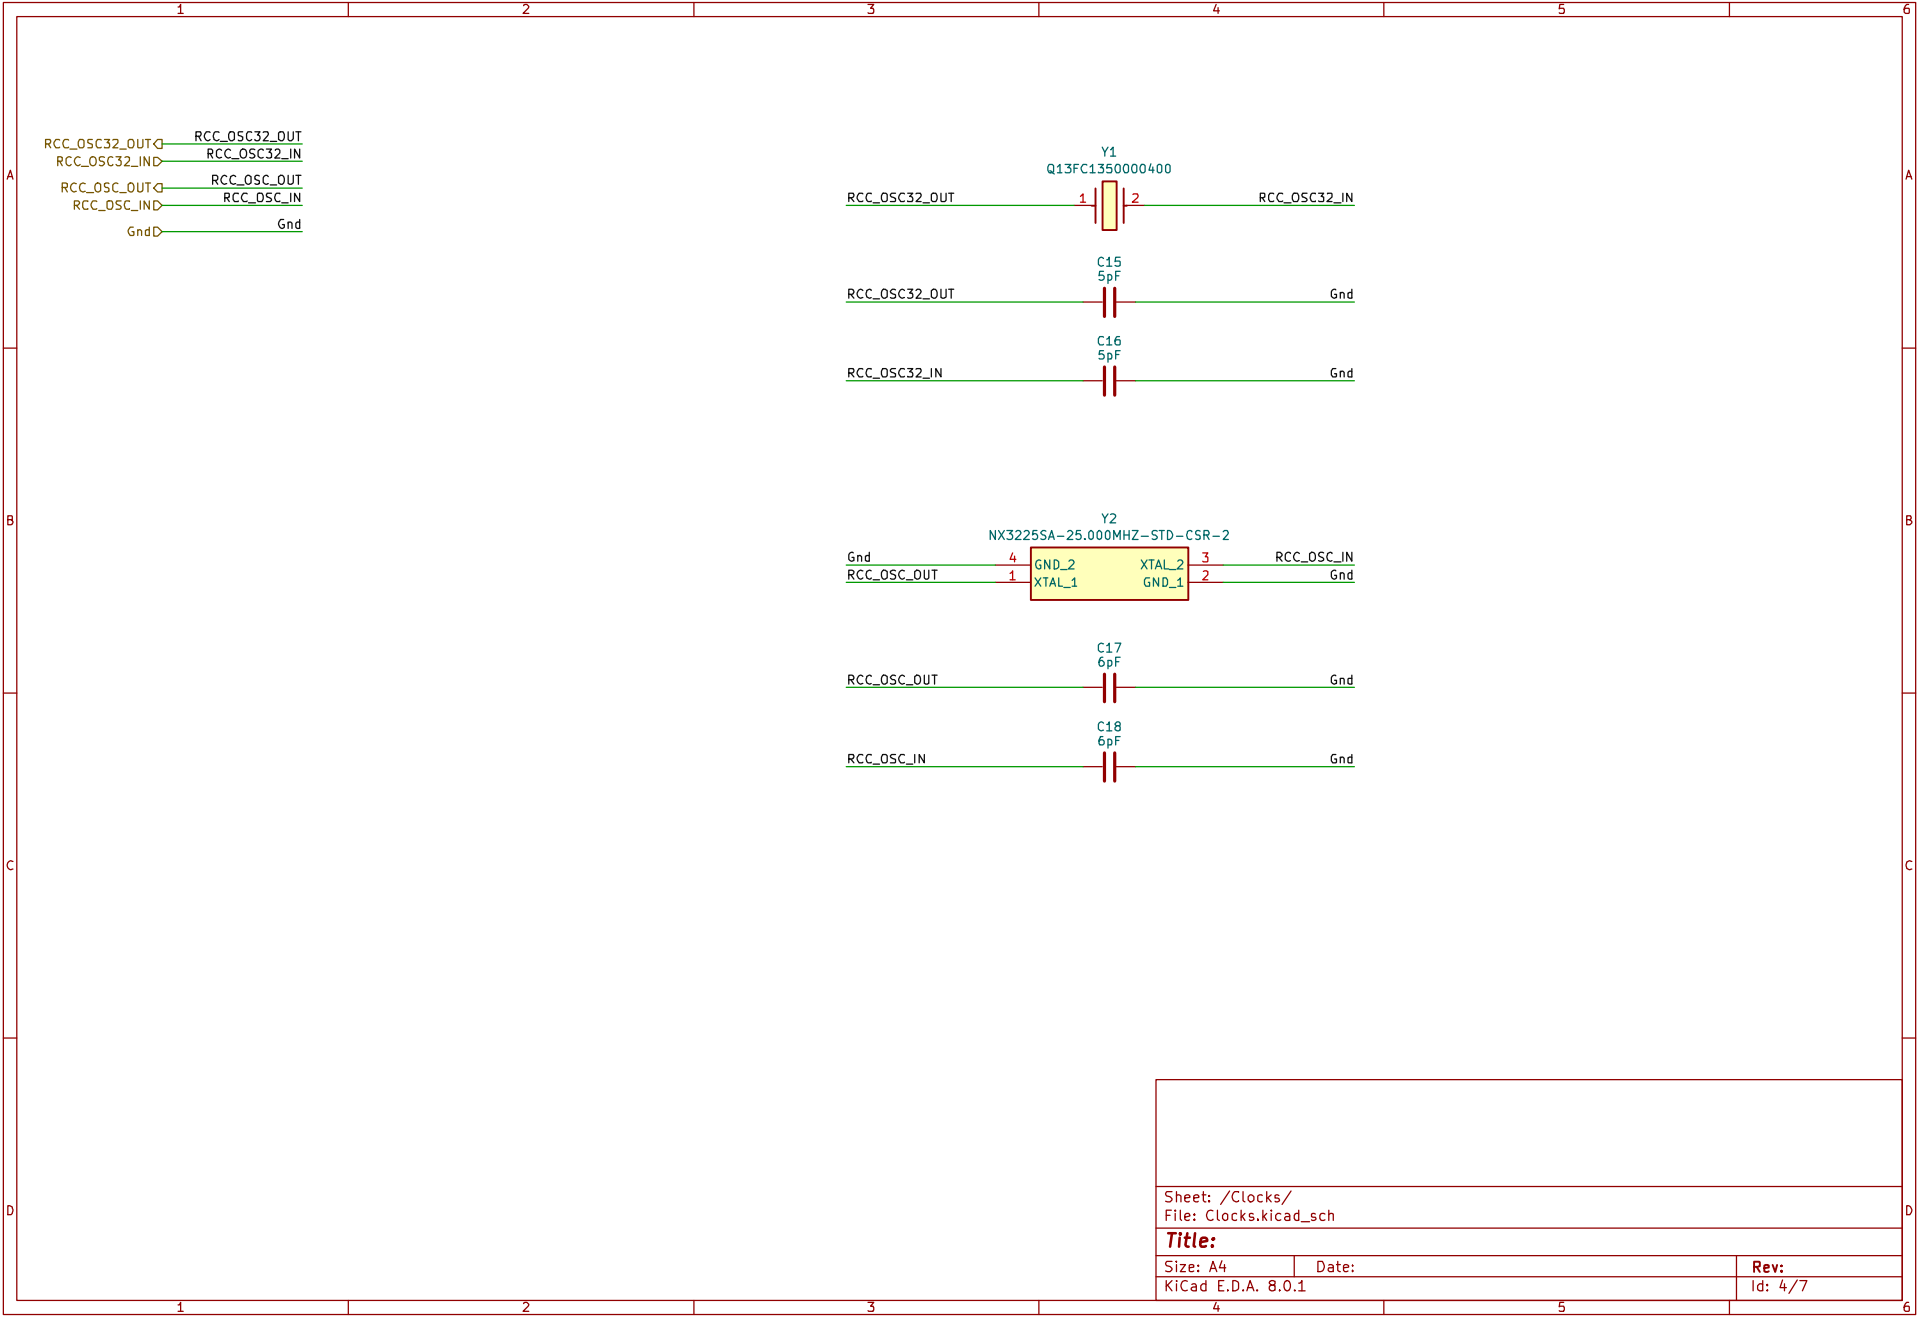 1 2 3 4 5 6
RCC_OSC32_OUT RCC_OSC32_OUT
RCC_OSC32_IN RCC_OSC32_IN
RCC_OSC_OUT RCC_OSC_OUT
RCC_OSC_IN RCC_OSC_IN
Gnd Gnd
A A
Y1
Q13FC1350000400
RCC_OSC32_OUT 1 2 RCC_OSC32_IN
C15
5pF
RCC_OSC32_OUT Gnd
C16
5pF
RCC_OSC32_IN Gnd
B B
Y2
NX3225SA-25.000MHZ-STD-CSR-2
Gnd 4 GND_2 XTAL_2 3 RCC_OSC_IN
RCC_OSC_OUT 1 XTAL_1 GND_1 2 Gnd
C17
6pF
RCC_OSC_OUT Gnd
C18
6pF
RCC_OSC_IN Gnd
C C
D D
Sheet: /Clocks/
File: Clocks.kicad_sch
Title:
Size: A4 Date: Rev:
KiCad E.D.A. 8.0.1 Id: 4/7
1 2 3 4 5 6